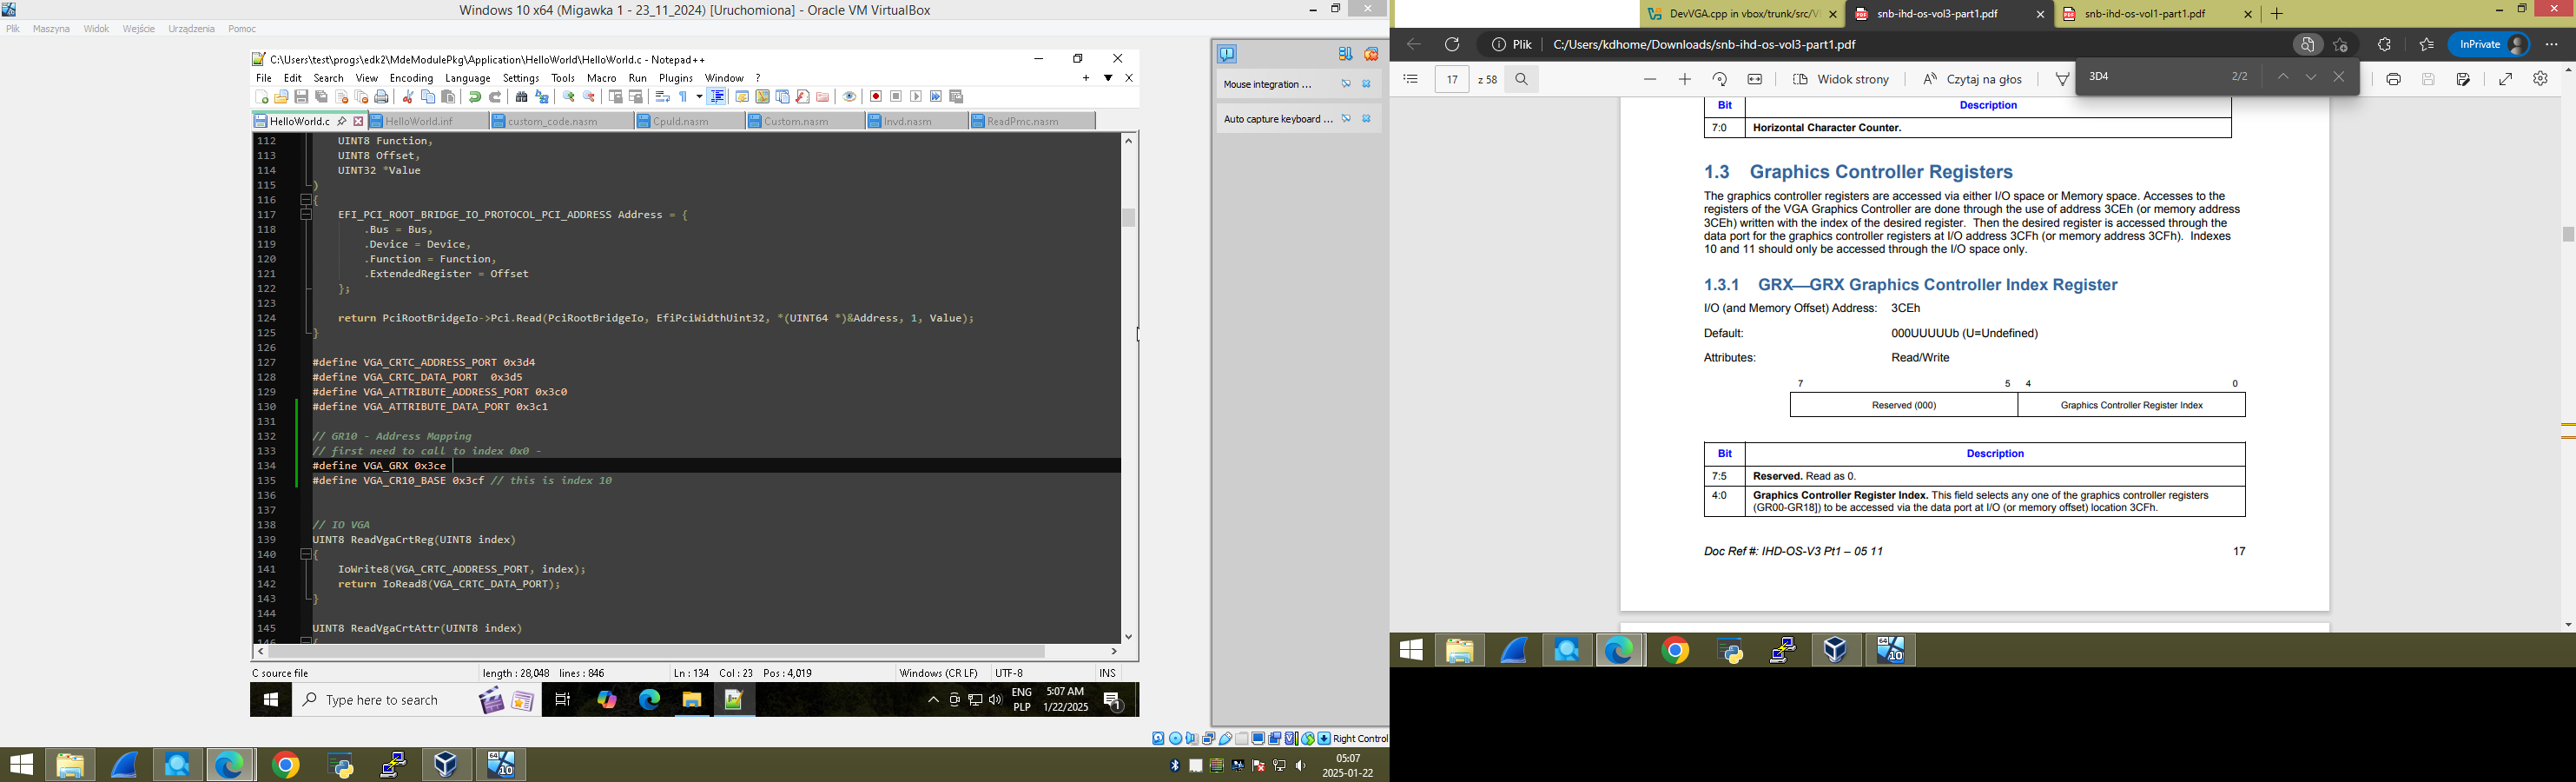 Windows 10 x64 (Migawka 1 - 23_11_2024) [Uruchomiona] - Oracle VM VirtualBox
Plik Maszyna Widok Wejście Urządzenia Pomoc
C:\Users\test\progs\edk2\MdeModulePkg\Application\HelloWorld\HelloWorld.c - Notepad++
File Edit Search View Encoding Language Settings Tools Macro Run Plugins Window ?
HelloWorld.c HelloWorld.inf custom_code.nasm CpuId.nasm Custom.nasm Invd.nasm ReadPmc.nasm
112 UINT8 Function,
113 UINT8 Offset,
114 UINT32 *Value
115 )
116 {
117 EFI_PCI_ROOT_BRIDGE_IO_PROTOCOL_PCI_ADDRESS Address = {
118 .Bus = Bus,
119 .Device = Device,
120 .Function = Function,
121 .ExtendedRegister = Offset
122 };
123
124 return PciRootBridgeIo->Pci.Read(PciRootBridgeIo, EfiPciWidthUint32, *(UINT64 *)&Address, 1, Value);
125 }
126
127 #define VGA_CRTC_ADDRESS_PORT 0x3d4
128 #define VGA_CRTC_DATA_PORT 0x3d5
129 #define VGA_ATTRIBUTE_ADDRESS_PORT 0x3c0
130 #define VGA_ATTRIBUTE_DATA_PORT 0x3c1
131
132 // GR10 - Address Mapping
133 // first need to call to index 0x0 -
134 #define VGA_GRX 0x3ce
135 #define VGA_CR10_BASE 0x3cf // this is index 10
136
137
138 // IO VGA
139 UINT8 ReadVgaCrtReg(UINT8 index)
140 {
141 IoWrite8(VGA_CRTC_ADDRESS_PORT, index);
142 return IoRead8(VGA_CRTC_DATA_PORT);
143 }
144
145 UINT8 ReadVgaCrtAttr(UINT8 index)
146 {
C source file length : 28,048 lines : 846 Ln : 134 Col : 23 Pos : 4,019 Windows (CR LF) UTF-8 INS
Type here to search
ENG 5:07 AM
PLP 1/22/2025
1
Mouse integration ...
Auto capture keyboard ...
Right Control
05:07
2025-01-22
DevVGA.cpp in vbox/trunk/src/V snb-ihd-os-vol3-part1.pdf snb-ihd-os-vol1-part1.pdf
Plik C:/Users/kdhome/Downloads/snb-ihd-os-vol3-part1.pdf InPrivate
17 z 58 Widok strony Czytaj na głos
3D4 2/2
Bit Description
7:0 Horizontal Character Counter.
1.3 Graphics Controller Registers
The graphics controller registers are accessed via either I/O space or Memory space. Accesses to the
registers of the VGA Graphics Controller are done through the use of address 3CEh (or memory address
3CEh) written with the index of the desired register. Then the desired register is accessed through the
data port for the graphics controller registers at I/O address 3CFh (or memory address 3CFh). Indexes
10 and 11 should only be accessed through the I/O space only.
1.3.1 GRX—GRX Graphics Controller Index Register
I/O (and Memory Offset) Address: 3CEh
Default: 000UUUUUb (U=Undefined)
Attributes: Read/Write
7 5 4 0
Reserved (000) Graphics Controller Register Index
Bit Description
7:5 Reserved. Read as 0.
4:0 Graphics Controller Register Index. This field selects any one of the graphics controller registers
(GR00-GR18]) to be accessed via the data port at I/O (or memory offset) location 3CFh.
Doc Ref #: IHD-OS-V3 Pt1 – 05 11 17